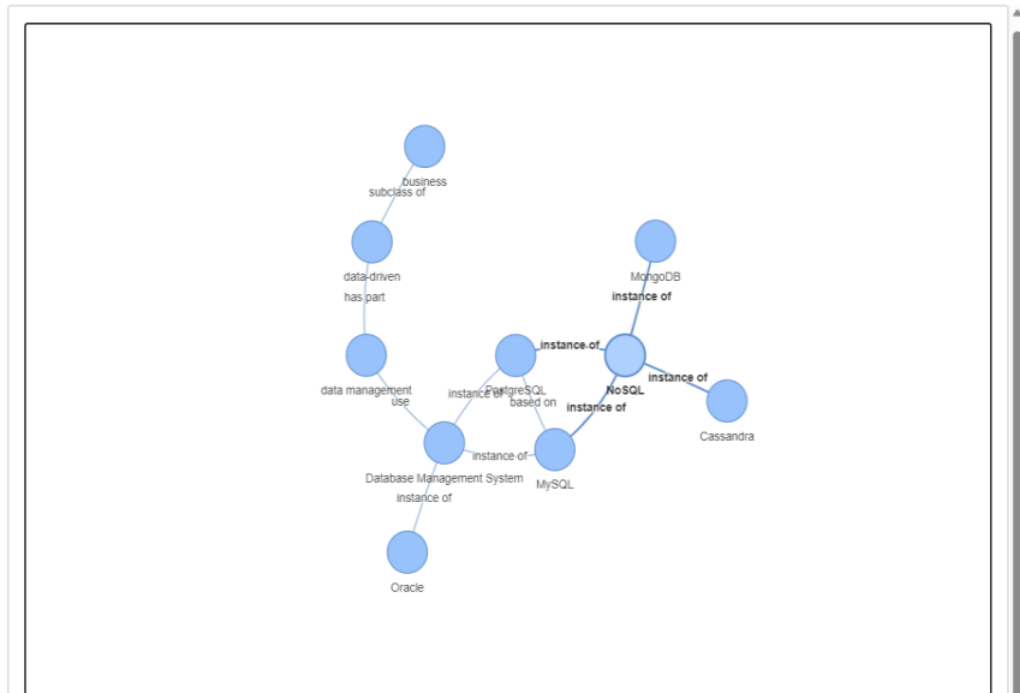 business
subclass of
data-driven
MongoDB
has part
instance of
instance of
instance of
data management
PostgreSQL
NoSQL
instance of
use
based on
instance of
Cassandra
instance of
Database Management System
MySQL
instance of
Oracle